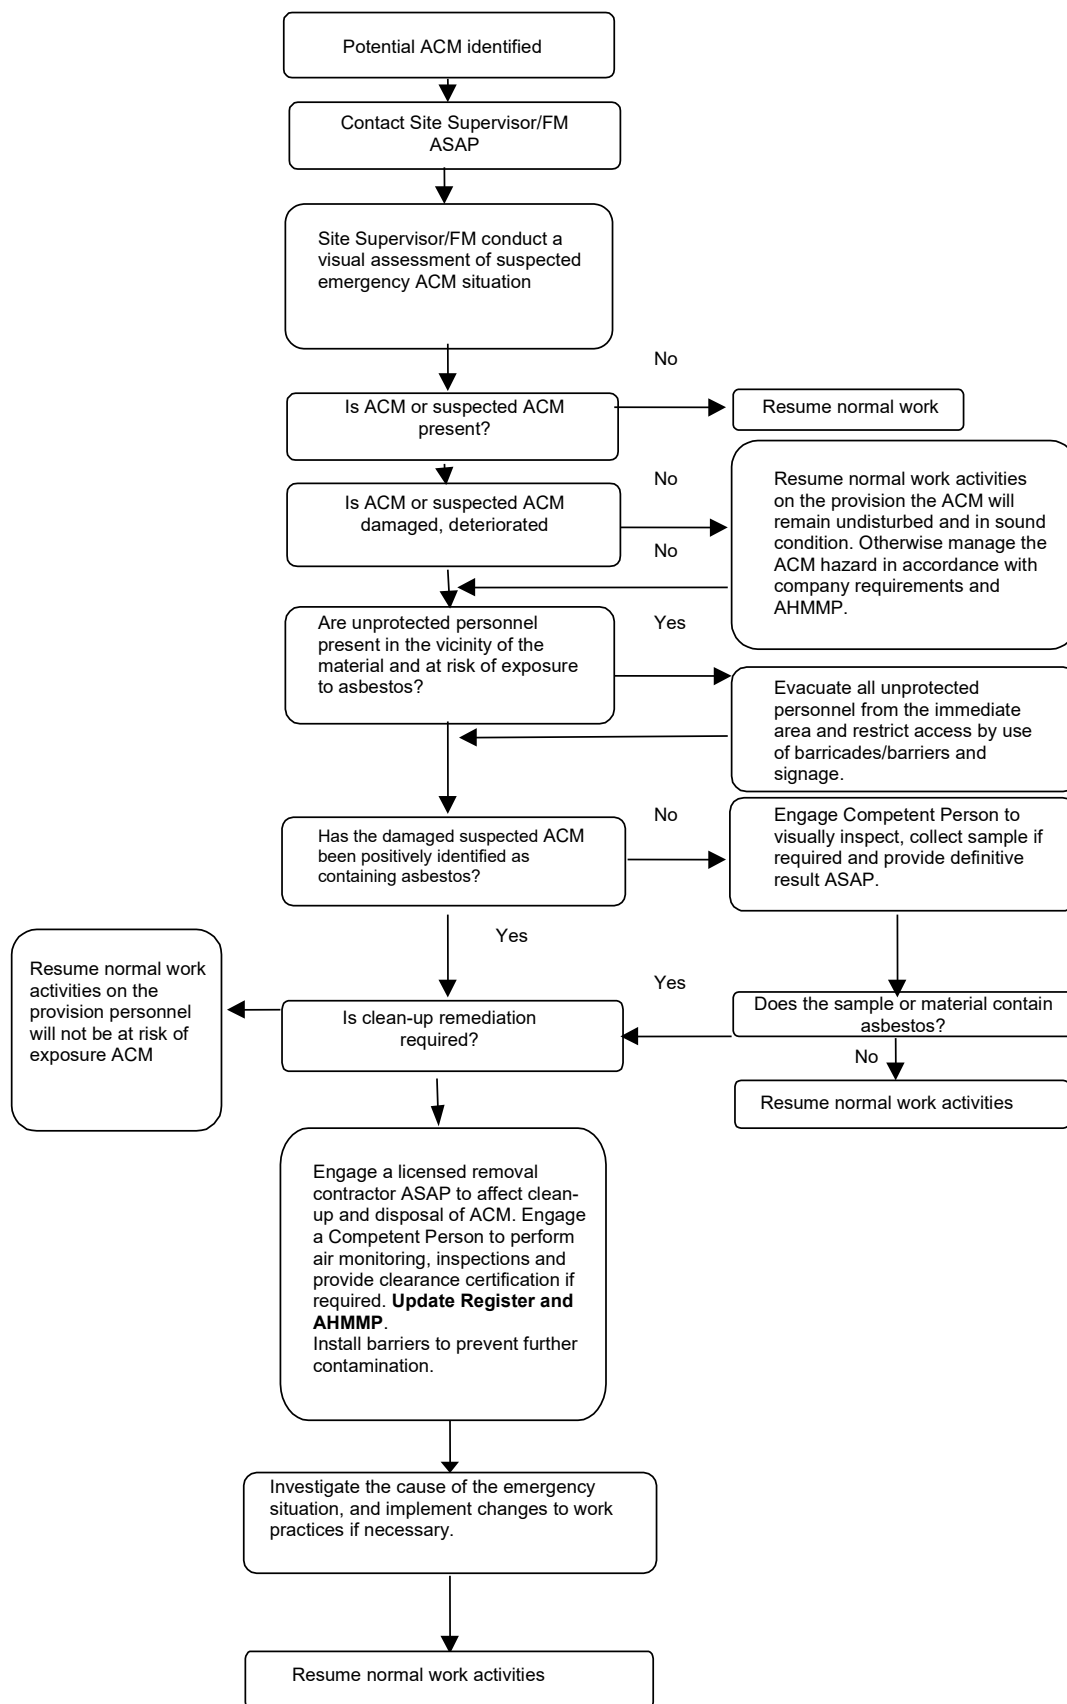 Potential ACM identified
Contact Site Supervisor/FM
ASAP
Site Supervisor/FM conduct a
visual assessment of suspected
emergency ACM situation
No
Is ACM or suspected ACM
present?
Resume normal work
No
Is ACM or suspected ACM
damaged, deteriorated
Resume normal work activities
on the provision the ACM will
remain undisturbed and in sound
condition. Otherwise manage the
ACM hazard in accordance with
company requirements and
AHMMP.
No
Are unprotected personnel
present in the vicinity of the
material and at risk of exposure
to asbestos?
Yes
Evacuate all unprotected
personnel from the immediate
area and restrict access by use
of barricades/barriers and
signage.
Has the damaged suspected ACM
been positively identified as
containing asbestos?
No
Engage Competent Person to
visually inspect, collect sample if
required and provide definitive
result ASAP.
Yes
Resume normal work
activities on the
provision personnel
will not be at risk of
exposure ACM
Is clean-up remediation
required?
Yes
Does the sample or material contain
asbestos?
No
Resume normal work activities
Engage a licensed removal
contractor ASAP to affect clean-
up and disposal of ACM. Engage
a Competent Person to perform
air monitoring, inspections and
provide clearance certification if
required. Update Register and
AHMMP.
Install barriers to prevent further
contamination.
Investigate the cause of the emergency
situation, and implement changes to work
practices if necessary.
Resume normal work activities